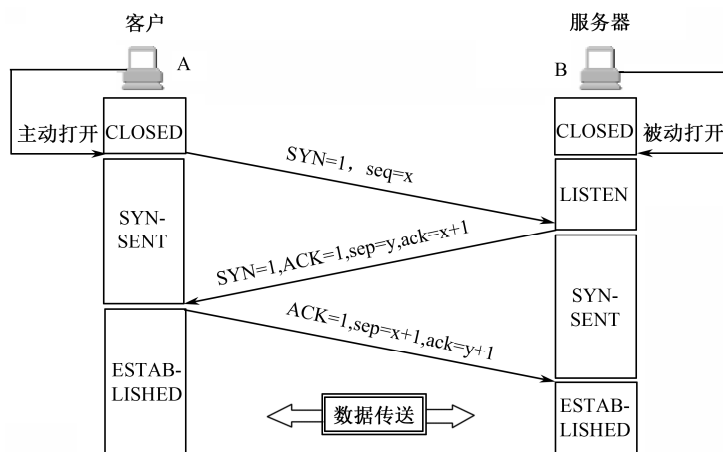 客户
服务器
A
B
主动打开
CLOSED
CLOSED
被动打开
SYN=1，seq=x
LISTEN
SYN-
SENT
SYN=1,ACK=1,sep=y,ack=x+1
SYN-
SENT
ACK=1,sep=x+1,ack=y+1
ESTAB-
LISHED
数据传送
ESTAB-
LISHED